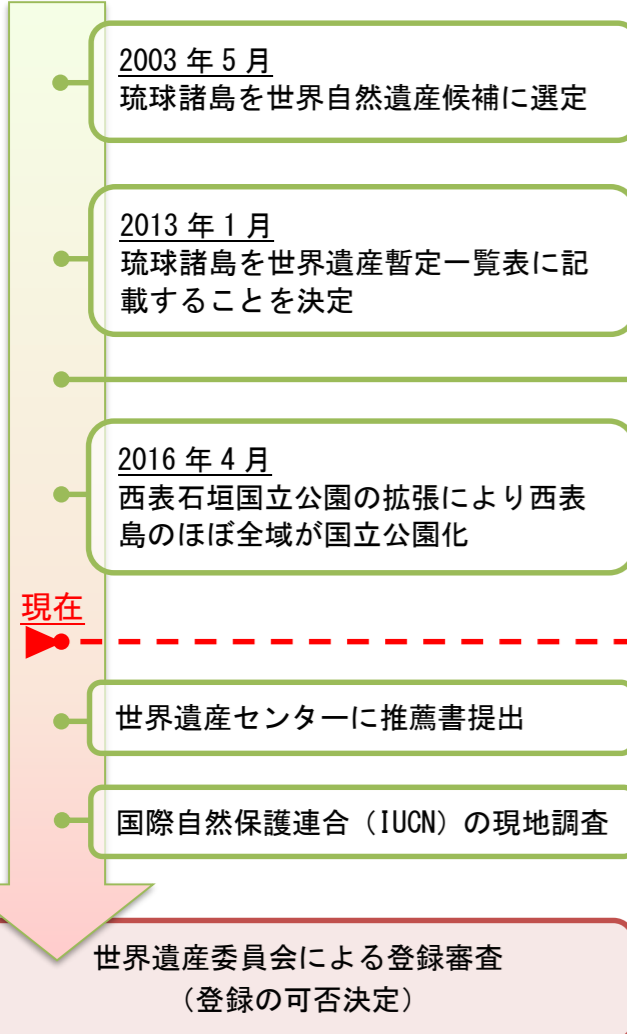 2003 年 5 月
琉球諸島を世界自然遺産候補に選定
2013 年 1 月
琉球諸島を世界遺産暫定一覧表に記
載することを決定
2016 年 4 月
西表石垣国立公園の拡張により西表
島のほぼ全域が国立公園化
現在
世界遺産センターに推薦書提出
国際自然保護連合（IUCN）の現地調査
世界遺産委員会による登録審査
（登録の可否決定）